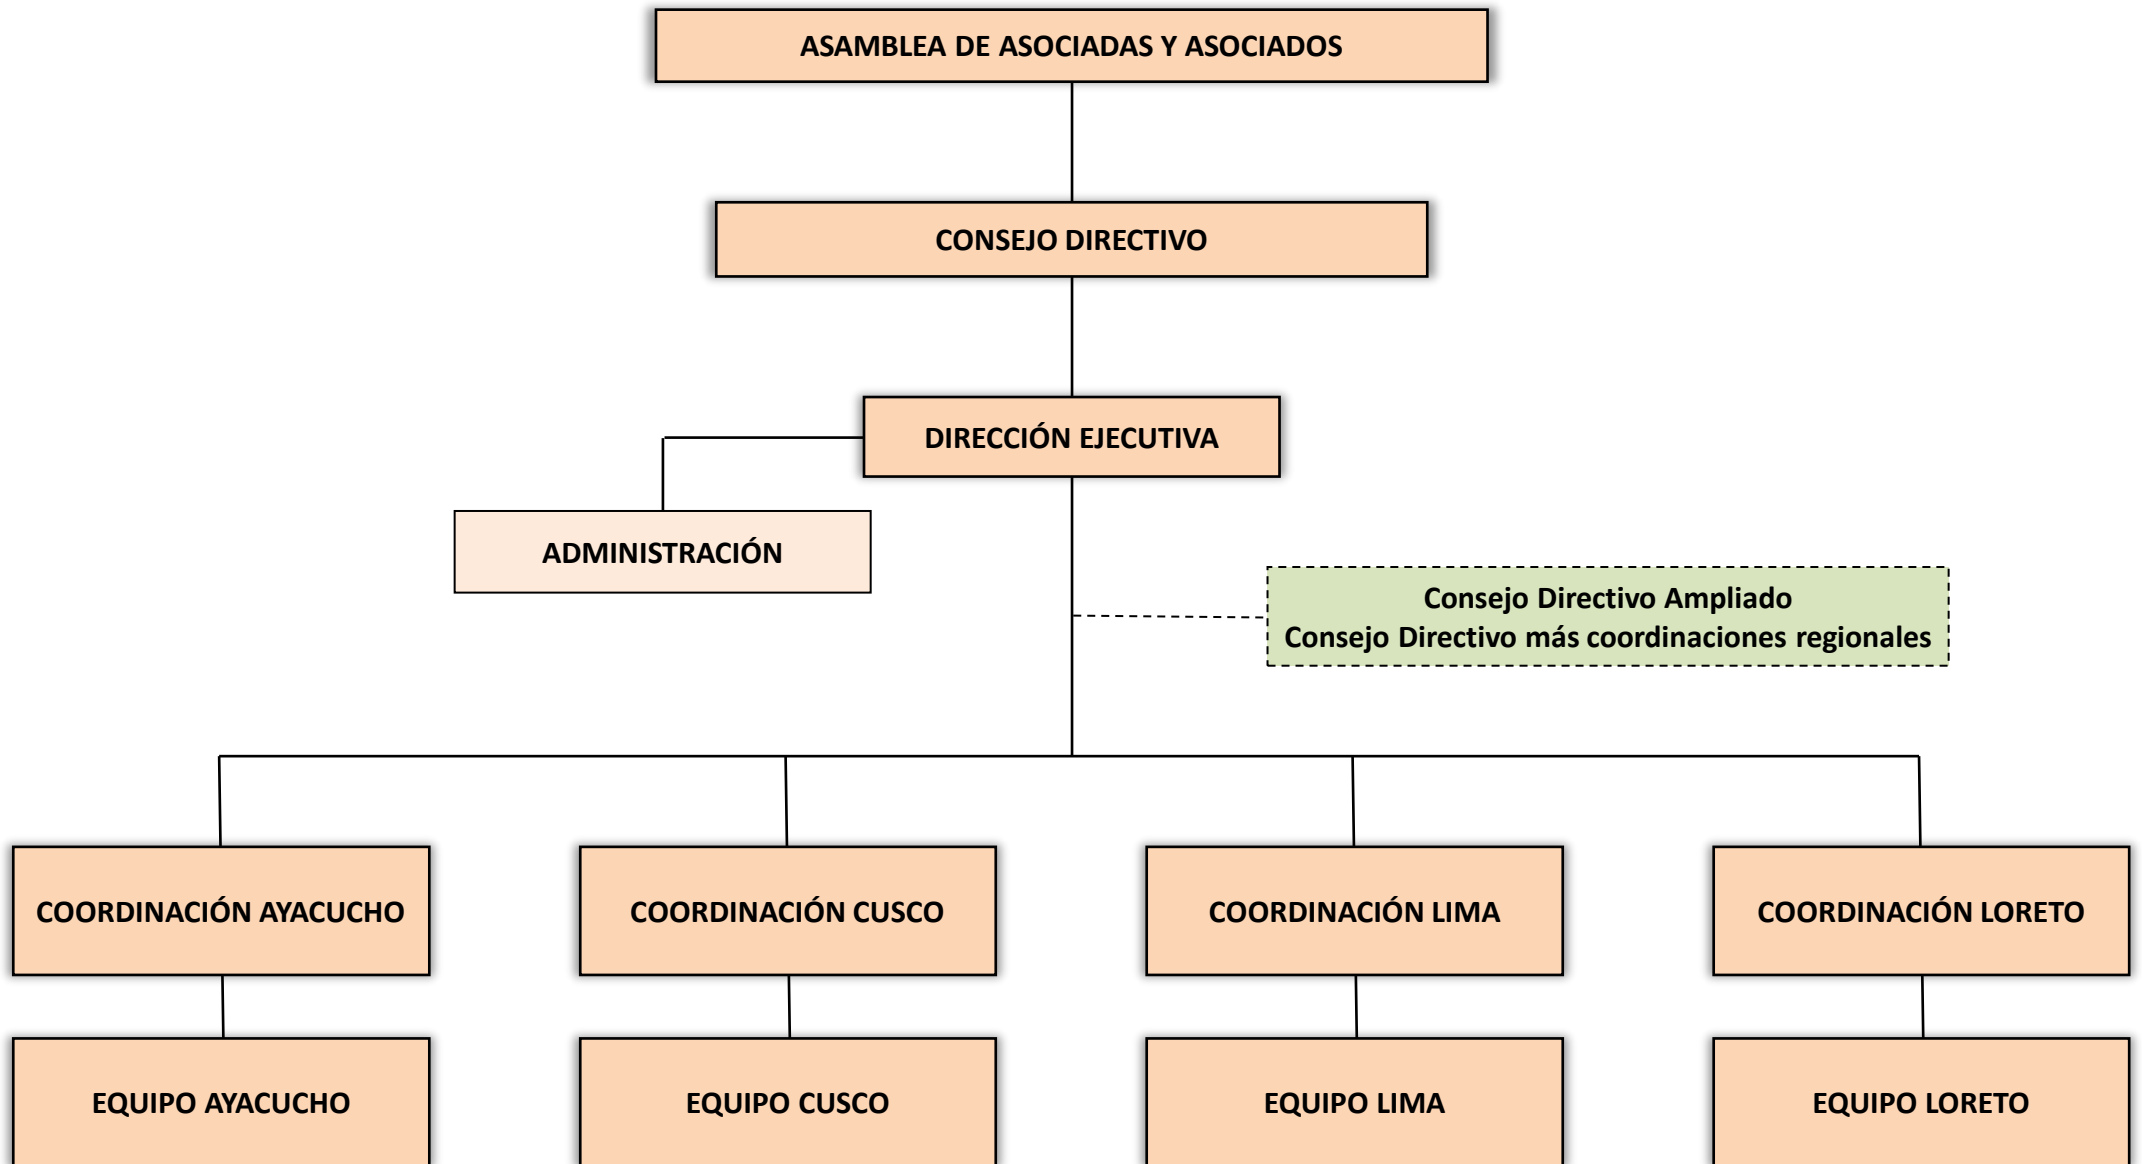 ASAMBLEA DE ASOCIADAS Y ASOCIADOS
CONSEJO DIRECTIVO
DIRECCIÓN EJECUTIVA
ADMINISTRACIÓN
Consejo Directivo Ampliado
Consejo Directivo más coordinaciones regionales
COORDINACIÓN AYACUCHO
COORDINACIÓN CUSCO
COORDINACIÓN LIMA
COORDINACIÓN LORETO
EQUIPO AYACUCHO
EQUIPO CUSCO
EQUIPO LIMA
EQUIPO LORETO